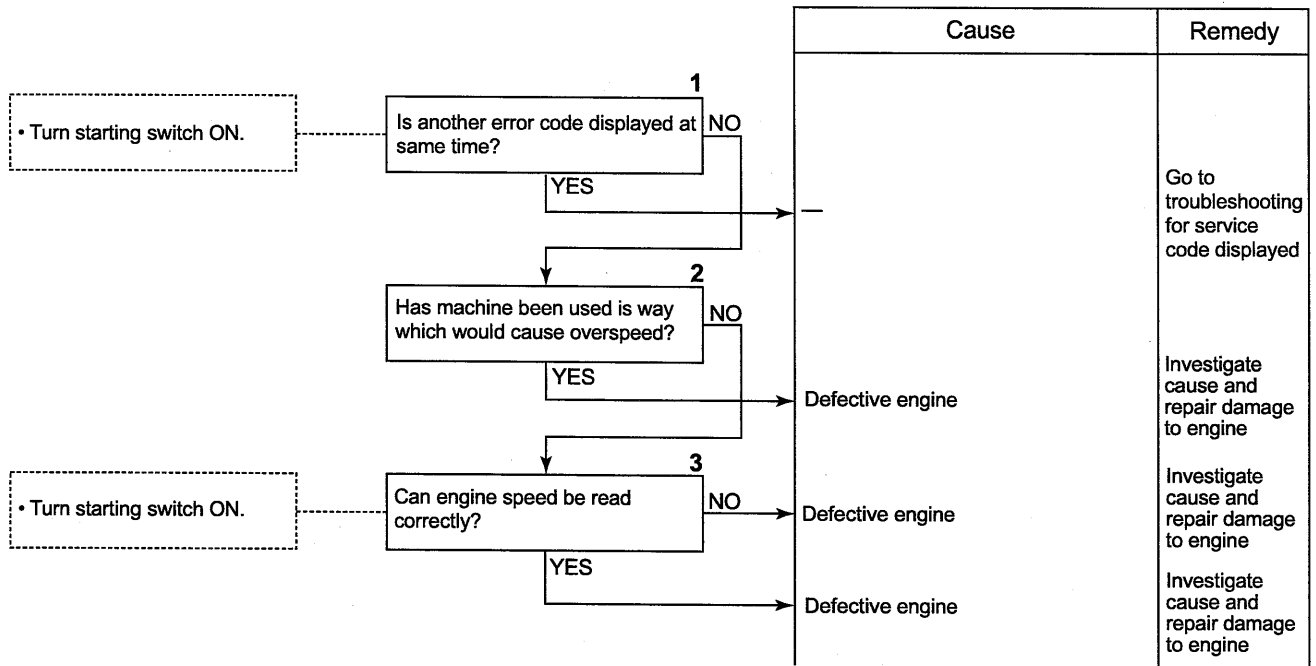 Cause
Remedy
1
• Turn starting switch ON.
Is another error code displayed at
same time?
NO
YES
—
Go to
troubleshooting
for service
code displayed
2
Has machine been used is way
which would cause overspeed?
NO
YES
Defective engine
Investigate
cause and
repair damage
to engine
3
• Turn starting switch ON.
Can engine speed be read
correctly?
NO
Defective engine
Investigate
cause and
repair damage
to engine
YES
Defective engine
Investigate
cause and
repair damage
to engine